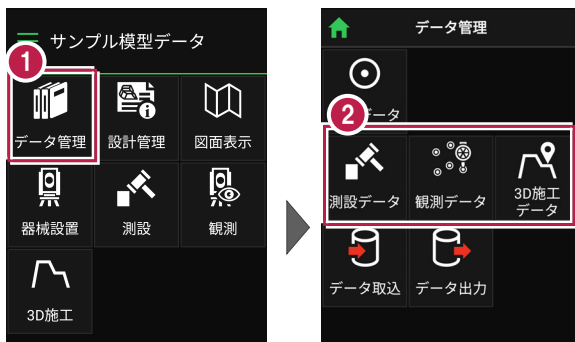 サンプル模型データ
1
データ管理
設計管理
図面表示
器械設置
測設
観測
3D施工
データ管理
2
ータ
測設データ
観測データ
3D施工
データ
データ取込
データ出力